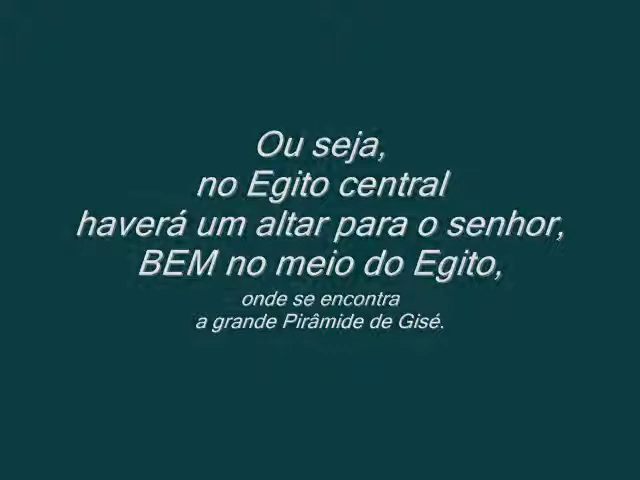 Ou seja,
no Egito central
haverá um altar para o senhor,
BEM no meio do Egito,
onde se encontra
a grande Pirâmide de Gisé.